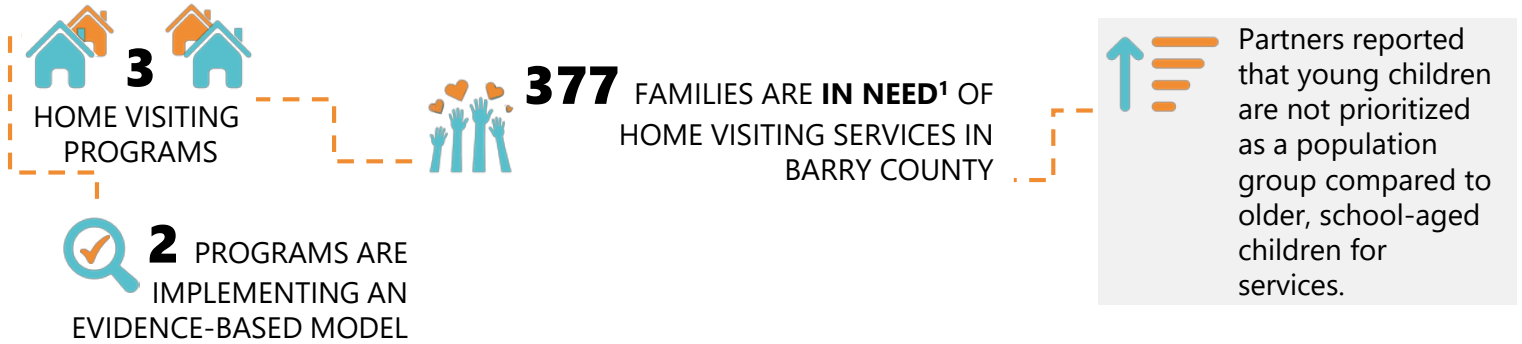 3
HOME VISITING
PROGRAMS
2 PROGRAMS ARE
IMPLEMENTING AN
EVIDENCE-BASED MODEL
377 FAMILIES ARE IN NEED¹ OF
HOME VISITING SERVICES IN
BARRY COUNTY
Partners reported
that young children
are not prioritized
as a population
group compared to
older, school-aged
children for
services.